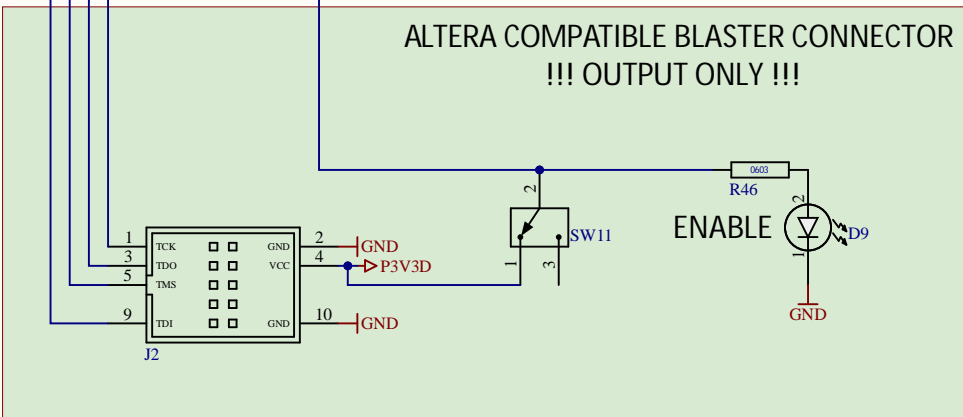 ALTERA COMPATIBLE BLASTER CONNECTOR
!!! OUTPUT ONLY !!!
0603
R46
2
2
SW11
ENABLE
D9
1
3
1
GND
1 TCK GND 2 GND
3 TDO VCC 4 P3V3D
5 TMS
9 TDI GND 10 GND
J2